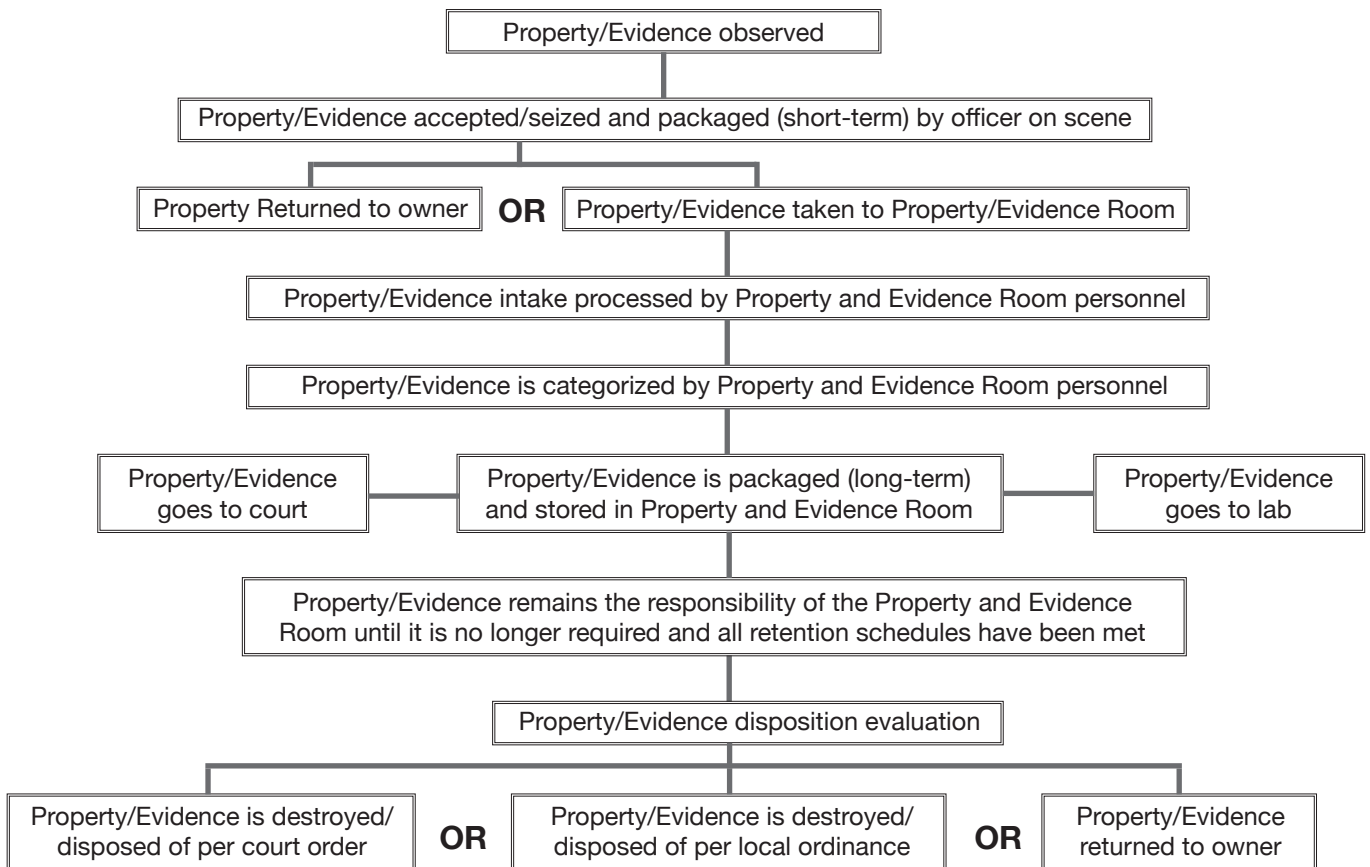 Property/Evidence observed
Property/Evidence accepted/seized and packaged (short-term) by officer on scene
Property Returned to owner
OR
Property/Evidence taken to Property/Evidence Room
Property/Evidence intake processed by Property and Evidence Room personnel
Property/Evidence is categorized by Property and Evidence Room personnel
Property/Evidence
goes to court
Property/Evidence is packaged (long-term)
and stored in Property and Evidence Room
Property/Evidence
goes to lab
Property/Evidence remains the responsibility of the Property and Evidence
Room until it is no longer required and all retention schedules have been met
Property/Evidence disposition evaluation
Property/Evidence is destroyed/
disposed of per court order
OR
Property/Evidence is destroyed/
disposed of per local ordinance
OR
Property/Evidence
returned to owner